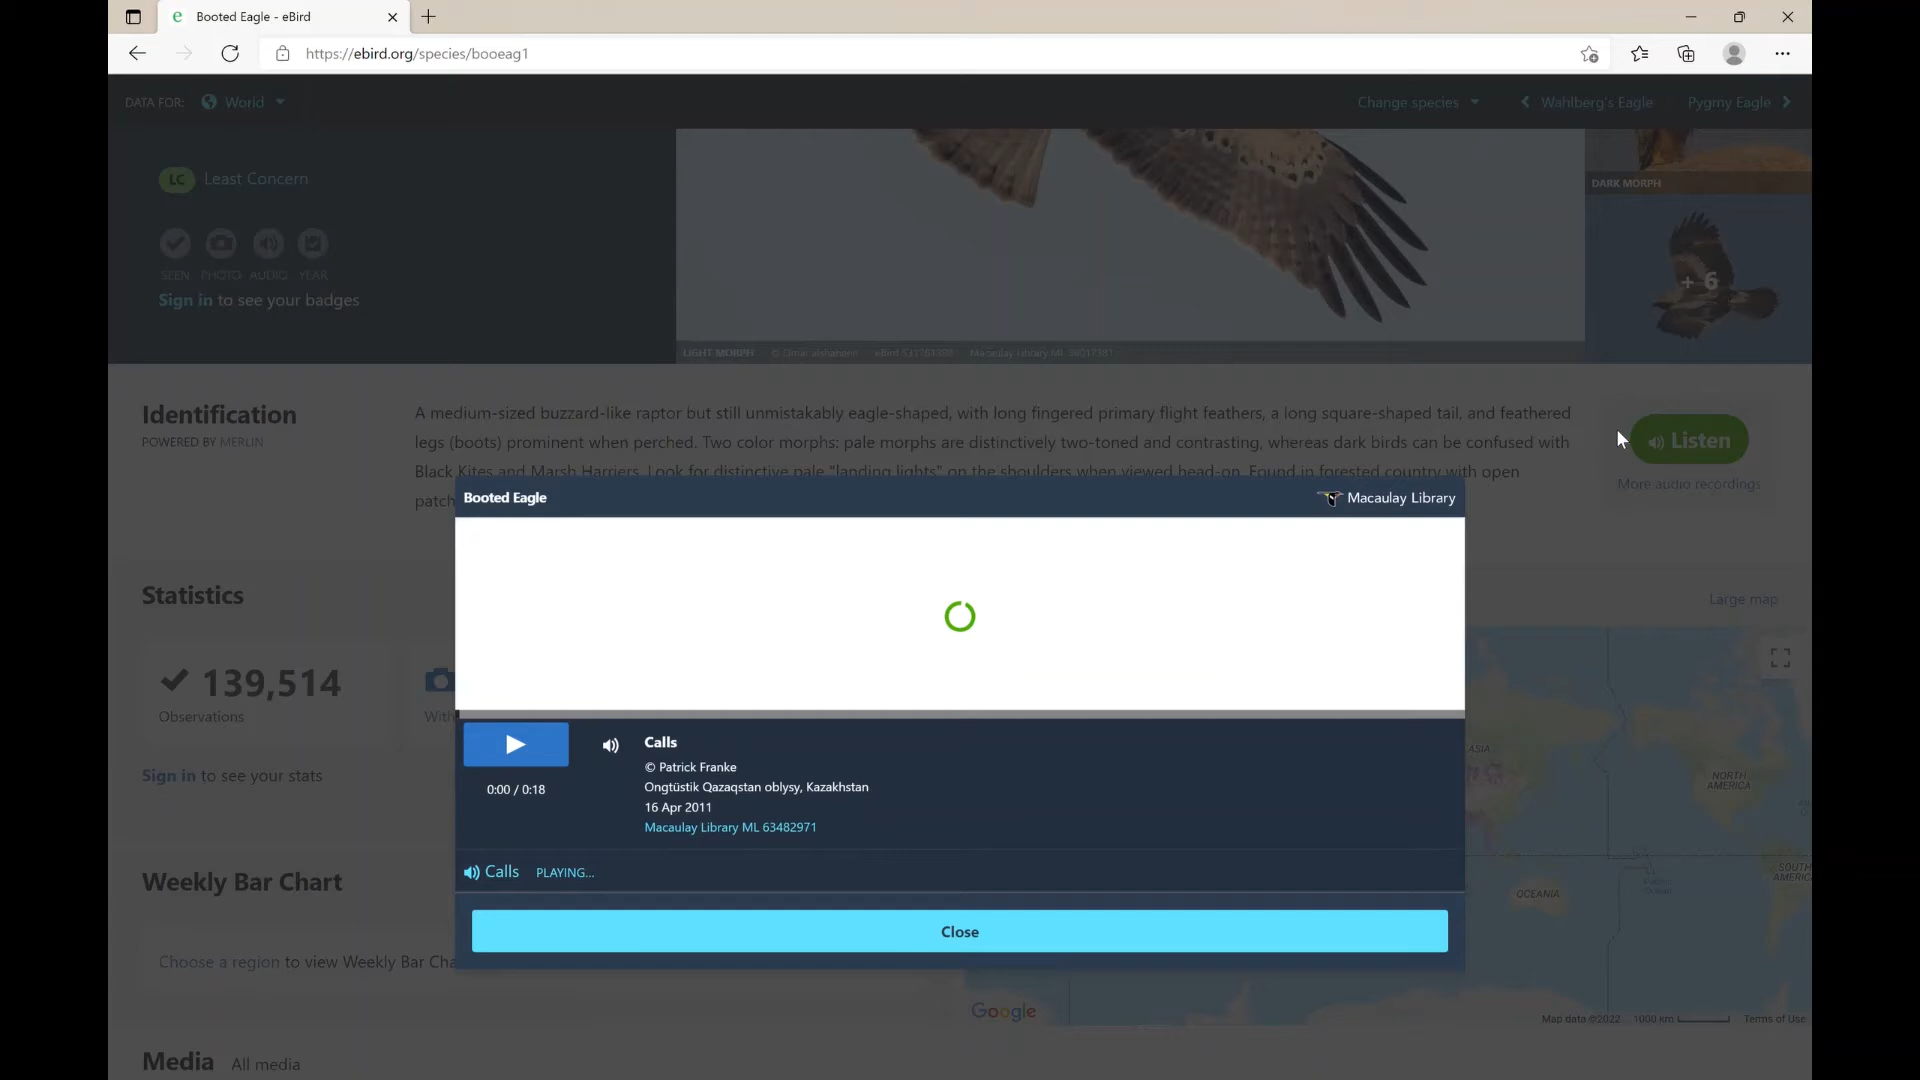 Booted Eagle - eBird
https://ebird.org/species/booeag1
DATA FOR: World
Change species
Wahlberg's Eagle
Pygmy Eagle
LC Least Concern
SEEN PHOTO AUDIO YEAR
Sign in to see your badges
DARK MORPH
+ 6
LIGHT MORPH
Identification
POWERED BY MERLIN
A medium-sized buzzard-like raptor but still unmistakably eagle-shaped, with long fingered primary flight feathers, a long square-shaped tail, and feathered
legs (boots) prominent when perched. Two color morphs: pale morphs are distinctively two-toned and contrasting, whereas dark birds can be confused with
Black Kites and Marsh Harriers. Look for distinctive pale "landing lights" on the shoulders when viewed head-on. Found in forested country with open
patch
Listen
More audio recordings
Booted Eagle
Macaulay Library
Statistics
Large map
139,514
Observations
With
Sign in to see your stats
Calls
© Patrick Franke
Ongtüstik Qazaqstan oblysy, Kazakhstan
16 Apr 2011
Macaulay Library ML 63482971
0:00 / 0:18
Calls PLAYING...
Close
ASIA
NORTH
AMERICA
OCEANIA
SOUTH
AMERICA
Weekly Bar Chart
Choose a region to view Weekly Bar Cha
Google
Map data ©2022 1000 km Terms of Use
Media All media